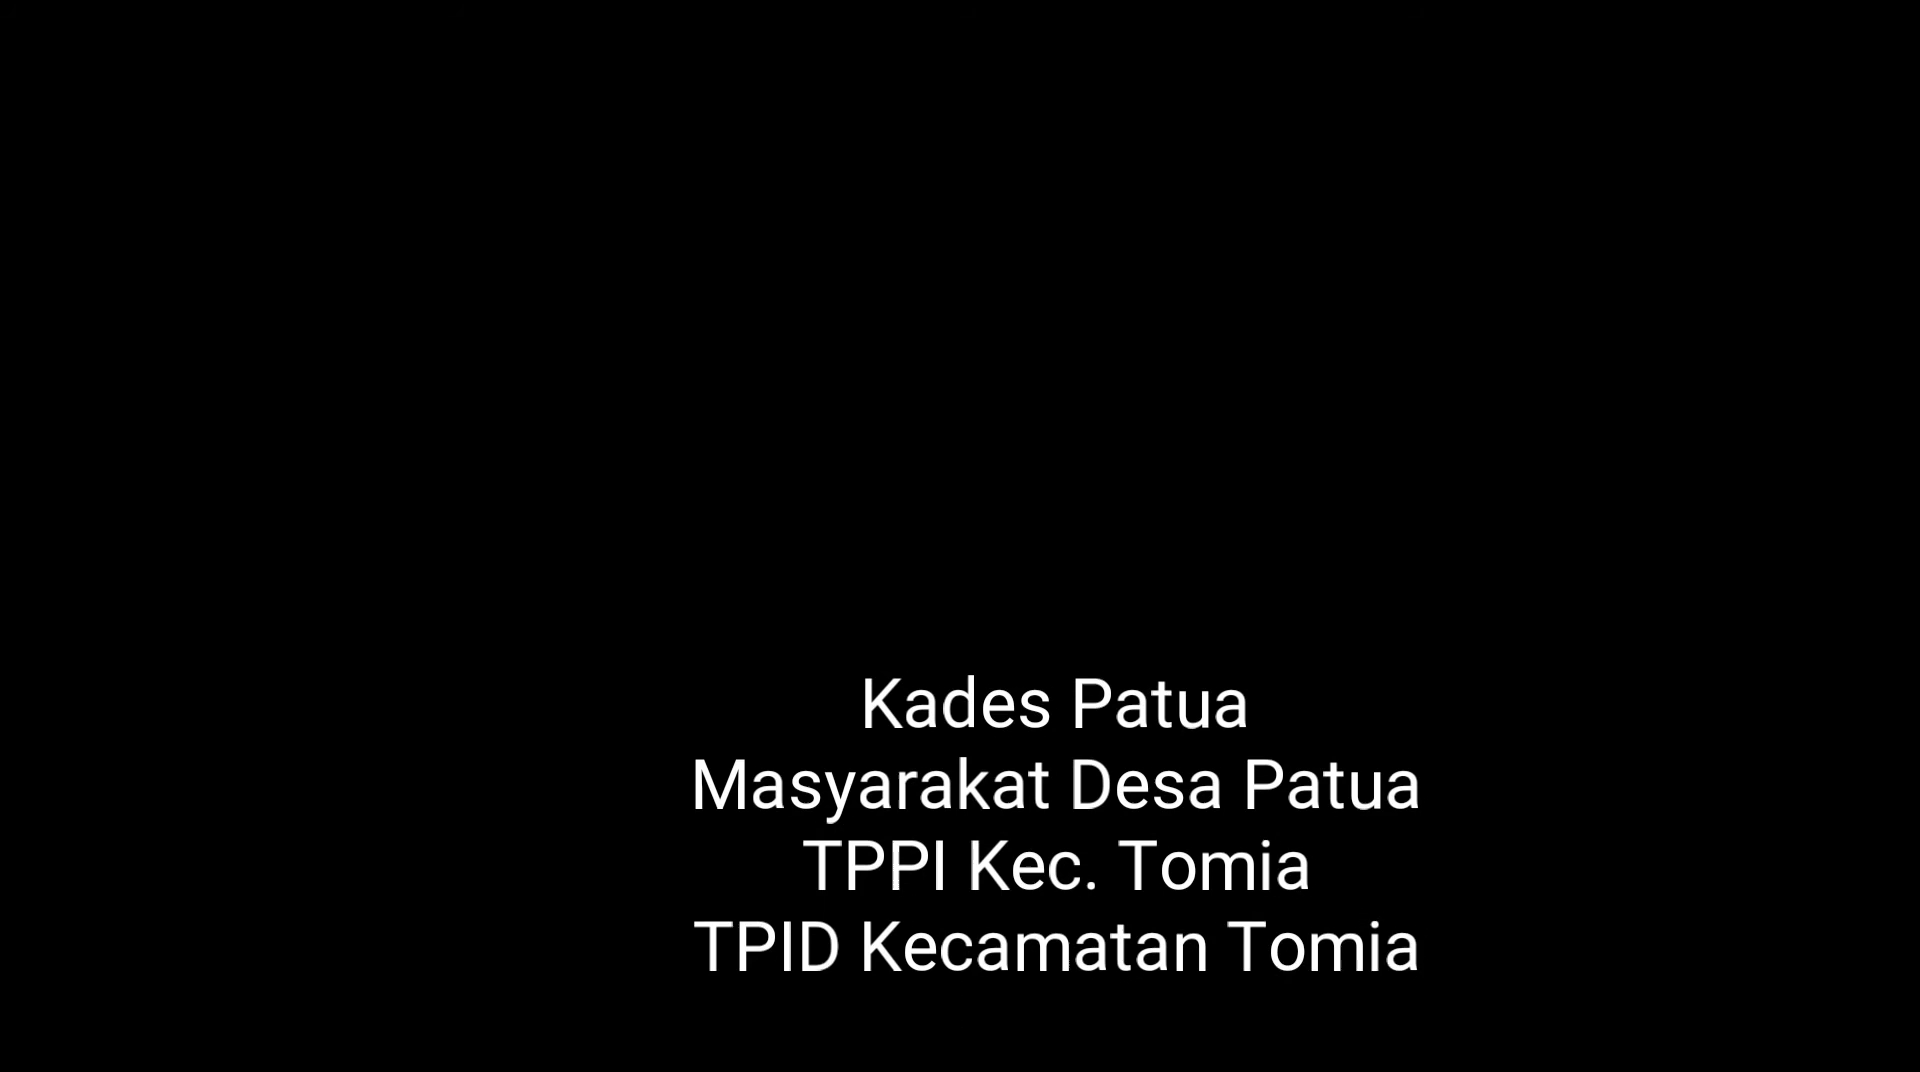 Kades Patua
Masyarakat Desa Patua
TPPI Kec. Tomia
TPID Kecamatan Tomia